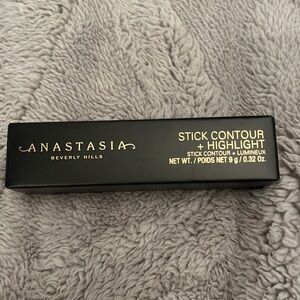 ANASTASIA
BEVERLY HILLS
STICK CONTOUR
+ HIGHLIGHT
STICK CONTOUR + LUMINEUX
NET WT. / POIDS NET 9 g / 0.32 Oz.